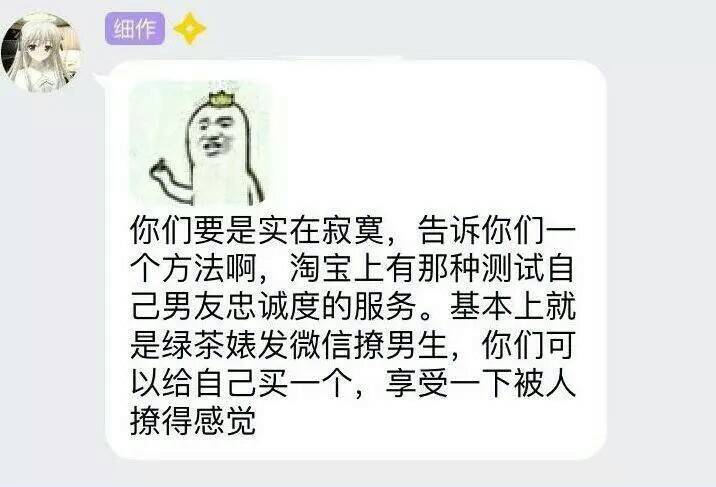 细作
你们要是实在寂寞，告诉你们一
个方法啊，淘宝上有那种测试自
己男友忠诚度的服务。基本上就
是绿茶婊发微信撩男生，你们可
以给自己买一个，享受一下被人
撩得感觉